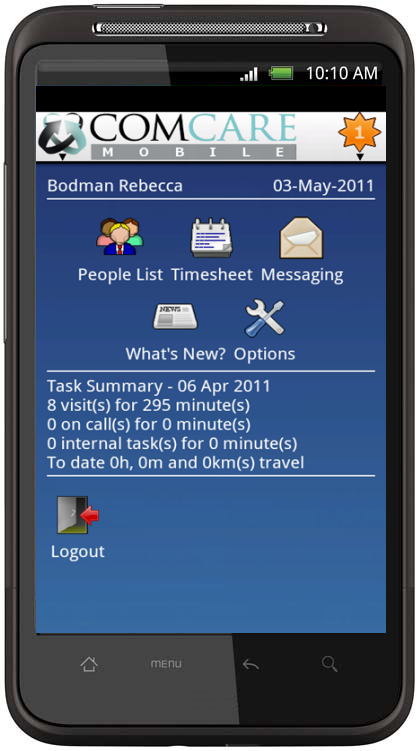 10:10 AM
COMCARE
MOBILE
1
Bodman Rebecca 03-May-2011
People List Timesheet Messaging
NEWS
What's New? Options
Task Summary - 06 Apr 2011
8 visit(s) for 295 minute(s)
0 on call(s) for 0 minute(s)
0 internal task(s) for 0 minute(s)
To date 0h, 0m and 0km(s) travel
Logout
MENU